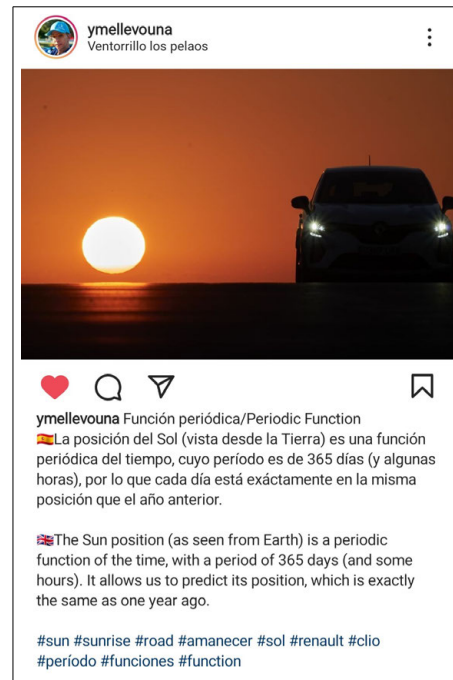 ymellevouna
Ventorrillo los pelaos
ymellevouna Función periódica/Periodic Function
🇪🇸La posición del Sol (vista desde la Tierra) es una función
periódica del tiempo, cuyo período es de 365 días (y algunas
horas), por lo que cada día está exáctamente en la misma
posición que el año anterior.
🇬🇧The Sun position (as seen from Earth) is a periodic
function of the time, with a period of 365 days (and some
hours). It allows us to predict its position, which is exactly
the same as one year ago.
#sun #sunrise #road #amanecer #sol #renault #clio
#período #funciones #function